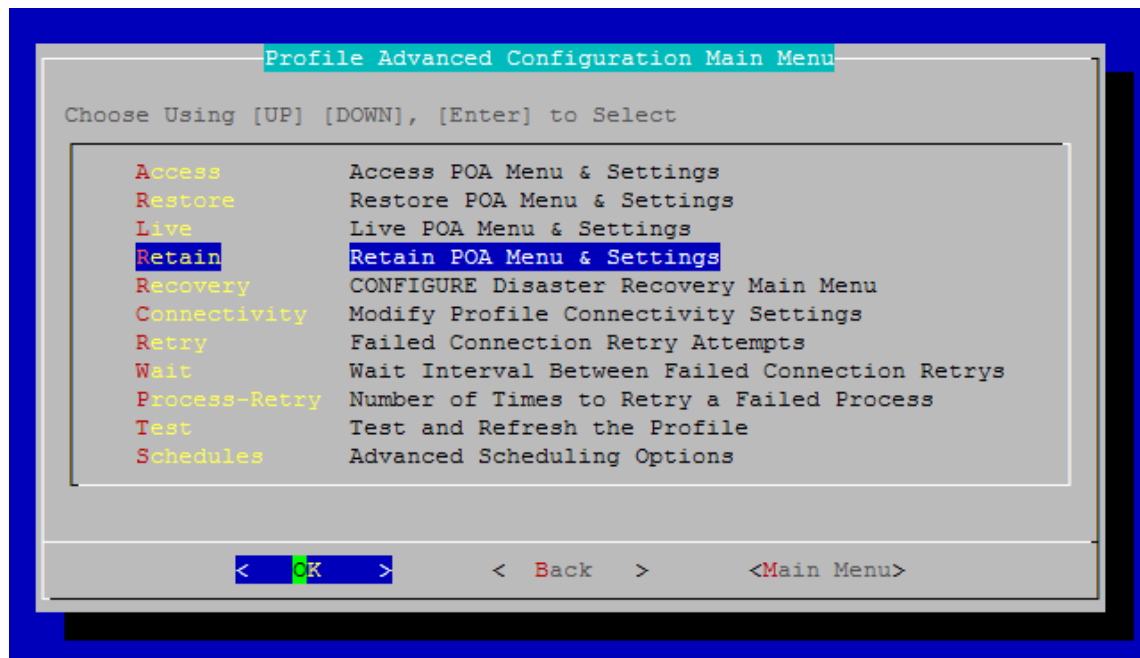 Profile Advanced Configuration Main Menu
Choose Using [UP] [DOWN], [Enter] to Select
Access Access POA Menu & Settings
Restore Restore POA Menu & Settings
Live Live POA Menu & Settings
Retain Retain POA Menu & Settings
Recovery CONFIGURE Disaster Recovery Main Menu
Connectivity Modify Profile Connectivity Settings
Retry Failed Connection Retry Attempts
Wait Wait Interval Between Failed Connection Retrys
Process-Retry Number of Times to Retry a Failed Process
Test Test and Refresh the Profile
Schedules Advanced Scheduling Options
< OK > < Back > <Main Menu>